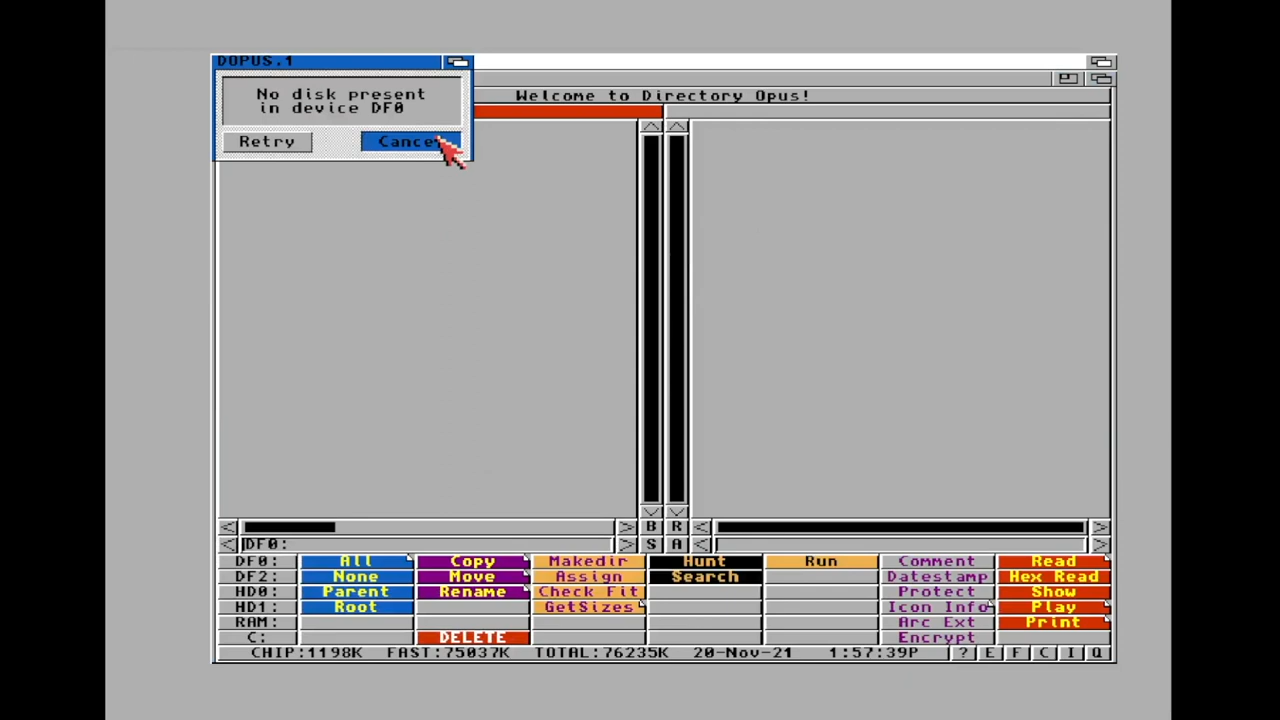 DOPUS.1
No disk present
in device DF0
Retry Cance
Welcome to Directory Opus!
B R
DF0: S A
DF0: All Copy Makedir Hunt Run Comment Read
DF2: None Move Assign Search Datestamp Hex Read
HD0: Parent Rename Check Fit Protect Show
HD1: Root GetSizes Icon Info Play
RAM: Arc Ext Print
C: DELETE Encrypt
CHIP:1198K FAST:75037K TOTAL:76235K 20-Nov-21 1:57:39P ? E F C I Q